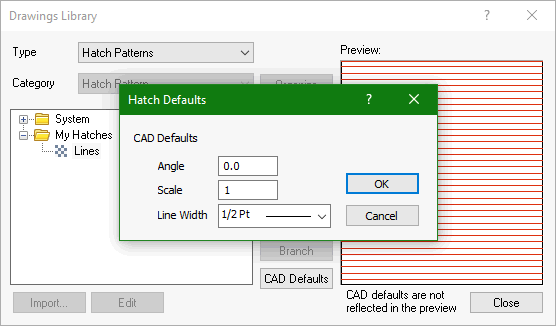 Drawings Library
Type
Hatch Patterns
Preview:
Category
Hatch Pattern
Hatch Defaults
System
My Hatches
Lines
CAD Defaults
Angle
0.0
Scale
1
OK
Line Width
1/2 Pt
Cancel
Branch
CAD Defaults
Import...
Edit
CAD defaults are not
reflected in the preview
Close